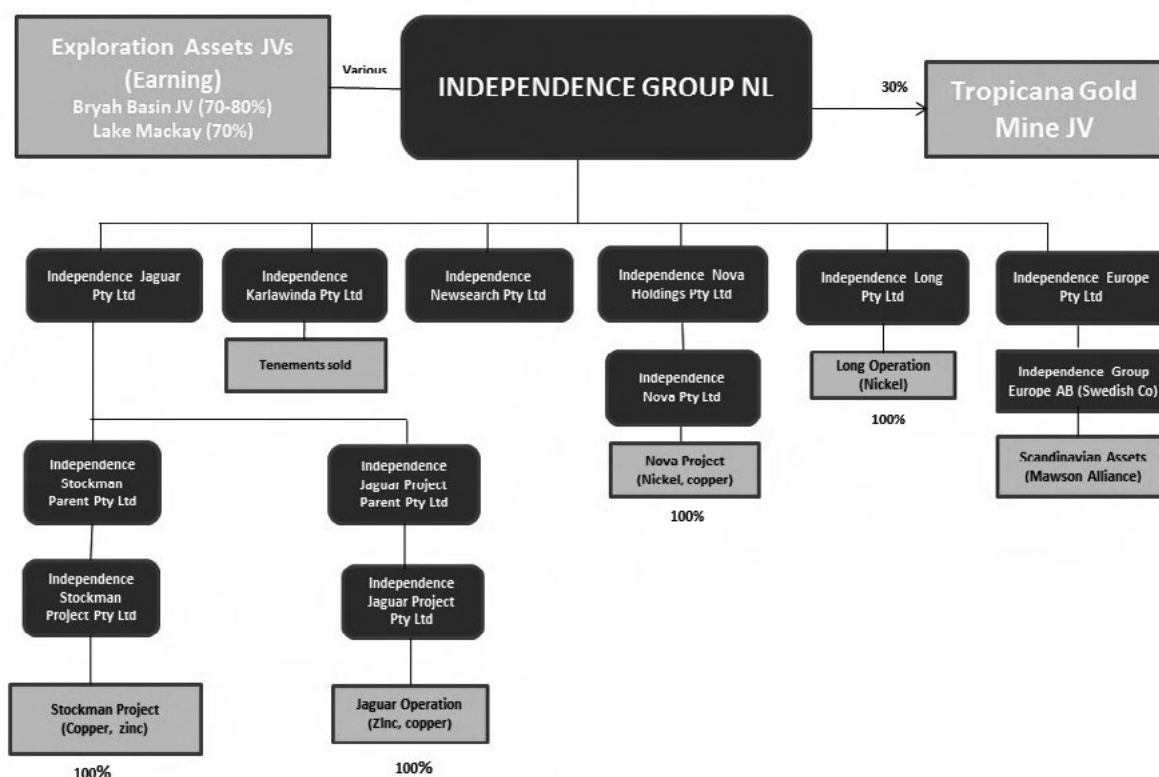 Exploration Assets JVs
(Earning)
Bryah Basin JV (70-80%)
Lake Mackay (70%)
Various
INDEPENDENCE GROUP NL
30%
Tropicana Gold
Mine JV
Independence Jaguar
Pty Ltd
Independence
Karlawinda Pty Ltd
Independence
Newsearch Pty Ltd
Independence Nova
Holdings Pty Ltd
Independence Long
Pty Ltd
Independence Europe
Pty Ltd
Tenements sold
Independence
Nova Pty Ltd
Long Operation
(Nickel)
100%
Independence Group
Europe AB (Swedish Co)
Independence
Stockman
Parent Pty Ltd
Independence
Jaguar Project
Parent Pty Ltd
Nova Project
(Nickel, copper)
100%
Scandinavian Assets
(Mawson Alliance)
Independence
Stockman
Project Pty Ltd
Independence
Jaguar Project
Pty Ltd
Stockman Project
(Copper, zinc)
100%
Jaguar Operation
(Zinc, copper)
100%